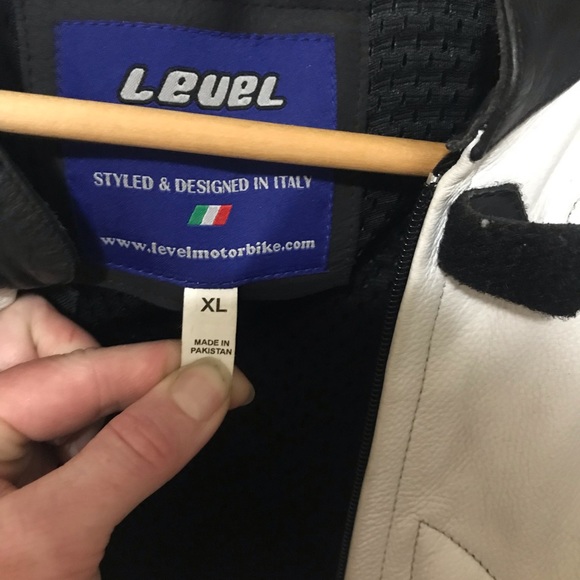 Level
STYLED & DESIGNED IN ITALY
www.levelmotorbike.com
XL
MADE IN
PAKISTAN